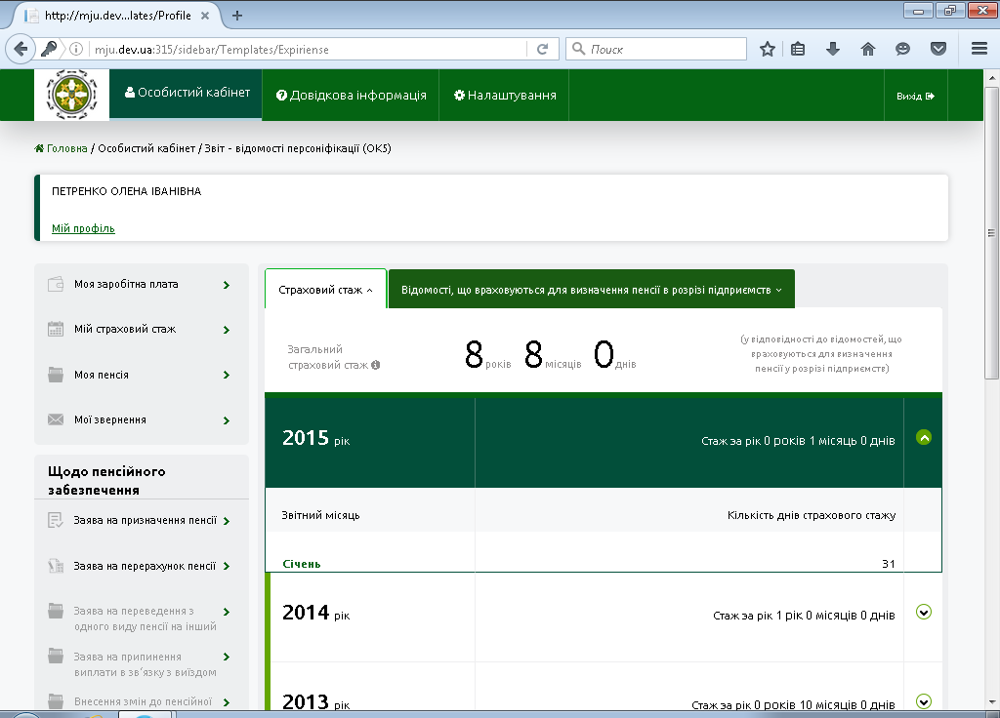 http://mju.dev...lates/Profile
mju.dev.ua:315/sidebar/Templates/Expiriense
Поиск
Особистий кабінет
Довідкова інформація
Налаштування
Вихід
Головна / Особистий кабінет / Звіт - відомості персоніфікації (ОК5)
ПЕТРЕНКО ОЛЕНА ІВАНІВНА
Мій профіль
Моя заробітна плата
Мій страховий стаж
Моя пенсія
Мої звернення
Щодо пенсійного
забезпечення
Заява на призначення пенсії
Заява на перерахунок пенсії
Заява на переведення з
одного виду пенсії на інший
Заява на припинення
виплати в зв'язку з виїздом
Внесення змін до пенсійної
Страховий стаж
Відомості, що враховуються для визначення пенсії в розрізі підприємств
Загальний
страховий стаж
8 років 8 місяців 0 днів
(у відповідності до відомостей, що
враховуються для визначення
пенсії у розрізі підприємств)
2015 рік
Стаж за рік 0 років 1 місяць 0 днів
Звітний місяць
Кількість днів страхового стажу
Січень
31
2014 рік
Стаж за рік 1 рік 0 місяців 0 днів
2013 рік
Стаж за рік 0 років 10 місяців 0 днів